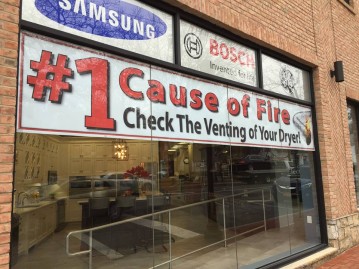 SAMSUNG
BOSCH
Invented for life
#1 Cause of Fire
Check The Venting of Your Dryer!